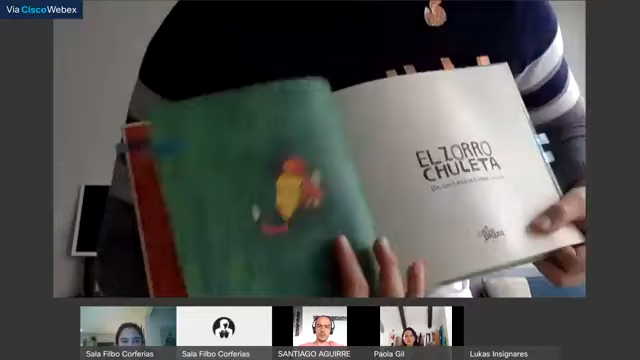 Via CiscoWebex
EL ZORRO
CHULETA
Sala Filbo Corferias
Sala Filbo Corferias
SANTIAGO AGUIRRE
Paola Gil
Lukas Insignares